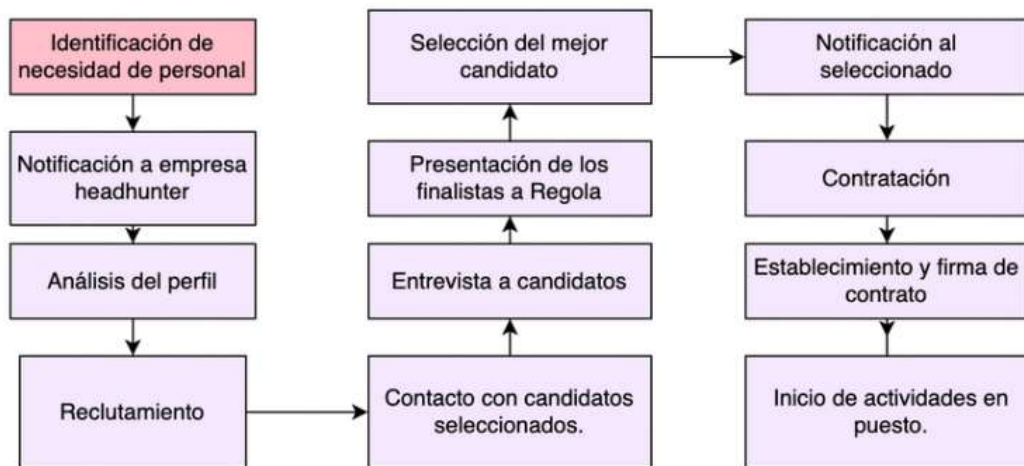 Identificación de
necesidad de personal
Notificación a empresa
headhunter
Análisis del perfil
Reclutamiento
Contacto con candidatos
seleccionados.
Entrevista a candidatos
Presentación de los
finalistas a Regola
Selección del mejor
candidato
Notificación al
seleccionado
Contratación
Establecimiento y firma de
contrato
Inicio de actividades en
puesto.